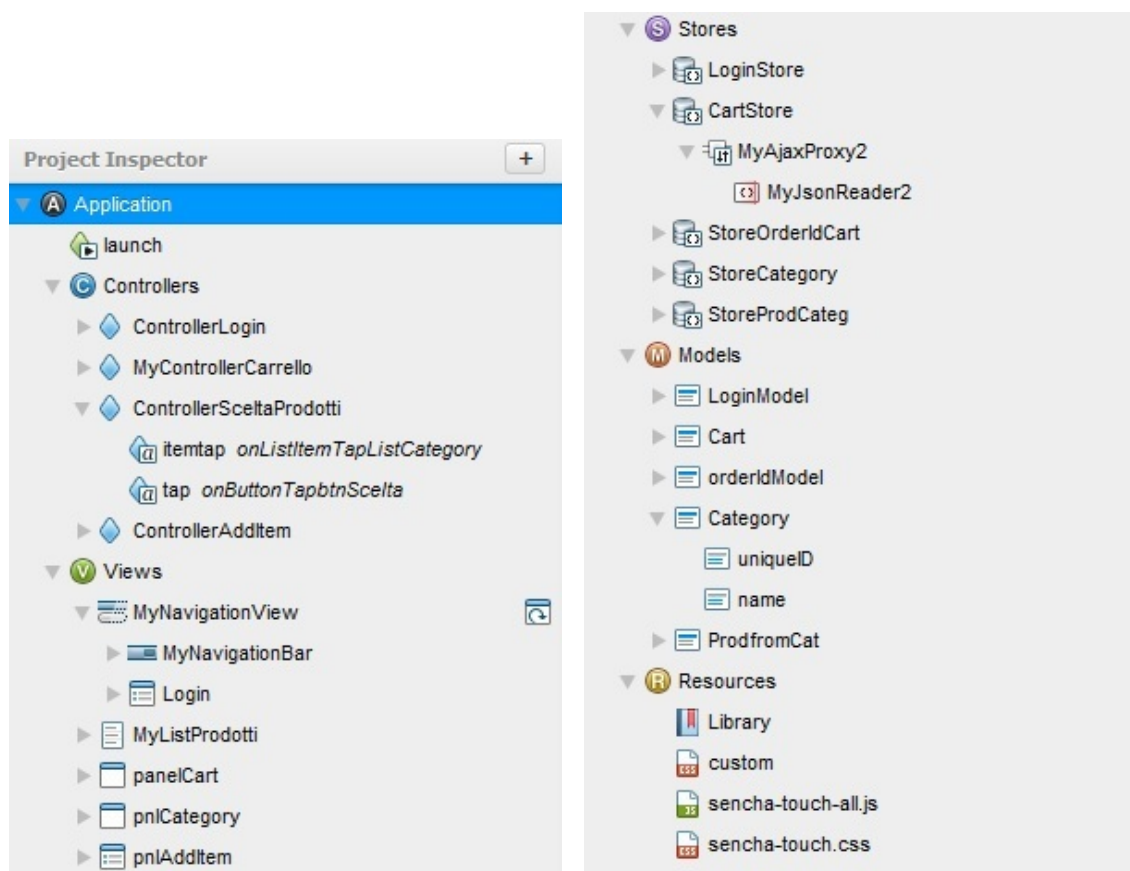 Project Inspector
+
Application
launch
Controllers
ControllerLogin
MyControllerCarrello
ControllerSceltaProdotti
itemtap onListItemTapListCategory
tap onButtonTapbtnScelta
ControllerAddItem
Views
MyNavigationView
MyNavigationBar
Login
MyListProdotti
panelCart
pnlCategory
pnlAddItem
Stores
LoginStore
CartStore
MyAjaxProxy2
MyJsonReader2
StoreOrderIdCart
StoreCategory
StoreProdCateg
Models
LoginModel
Cart
orderIdModel
Category
uniqueID
name
ProdfromCat
Resources
Library
custom
sencha-touch-all.js
sencha-touch.css